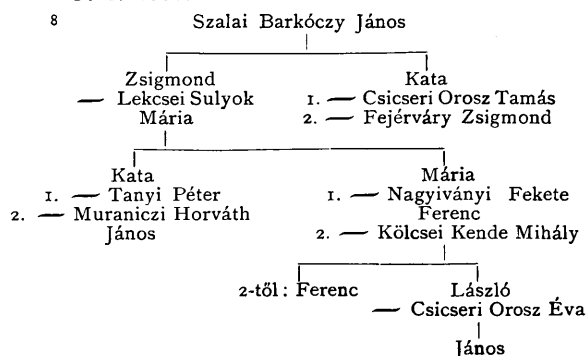 8
Szalai Barkóczy János
Zsigmond Kata
— Lekcsei Sulyok 1. — Csicseri Orosz Tamás
Mária 2. — Fejérváry Zsigmond
Kata Mária
1. — Tanyi Péter 1. — Nagyiványi Fekete
2. — Muraniczi Horváth Ferenc
János 2. — Kölcsei Kende Mihály
2-től: Ferenc László
— Csicseri Orosz Éva
János